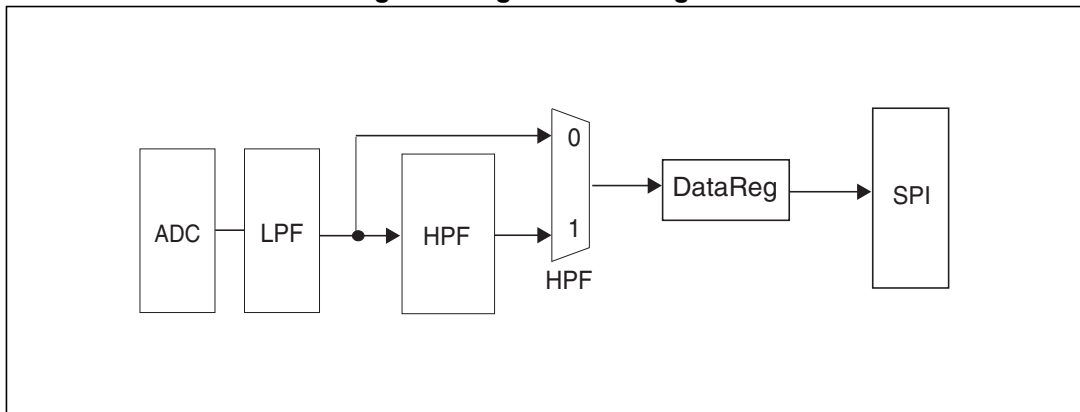 ADC
LPF
HPF
0
1
HPF
DataReg
SPI